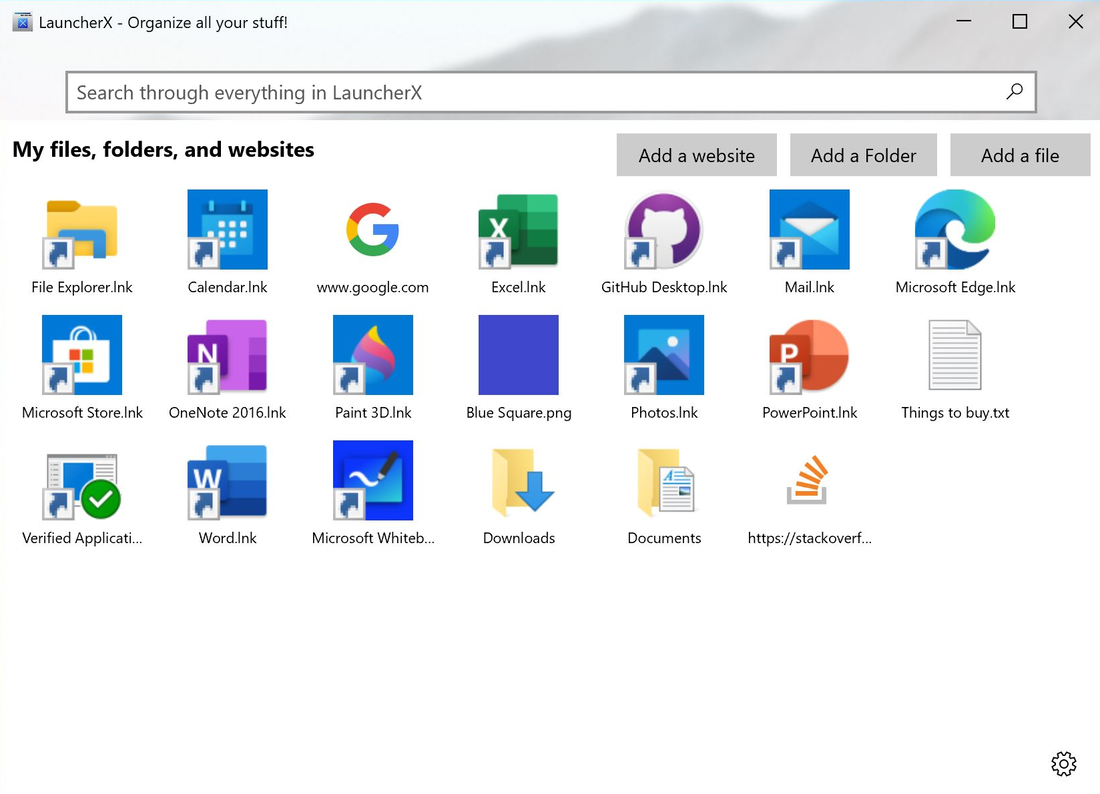 LauncherX - Organize all your stuff!
Search through everything in LauncherX
My files, folders, and websites
Add a website
Add a Folder
Add a file
File Explorer.lnk
Calendar.lnk
www.google.com
Excel.lnk
GitHub Desktop.lnk
Mail.lnk
Microsoft Edge.lnk
Microsoft Store.lnk
OneNote 2016.lnk
Paint 3D.lnk
Blue Square.png
Photos.lnk
PowerPoint.lnk
Things to buy.txt
Verified Applicati...
Word.lnk
Microsoft Whiteb...
Downloads
Documents
https://stackoverf...